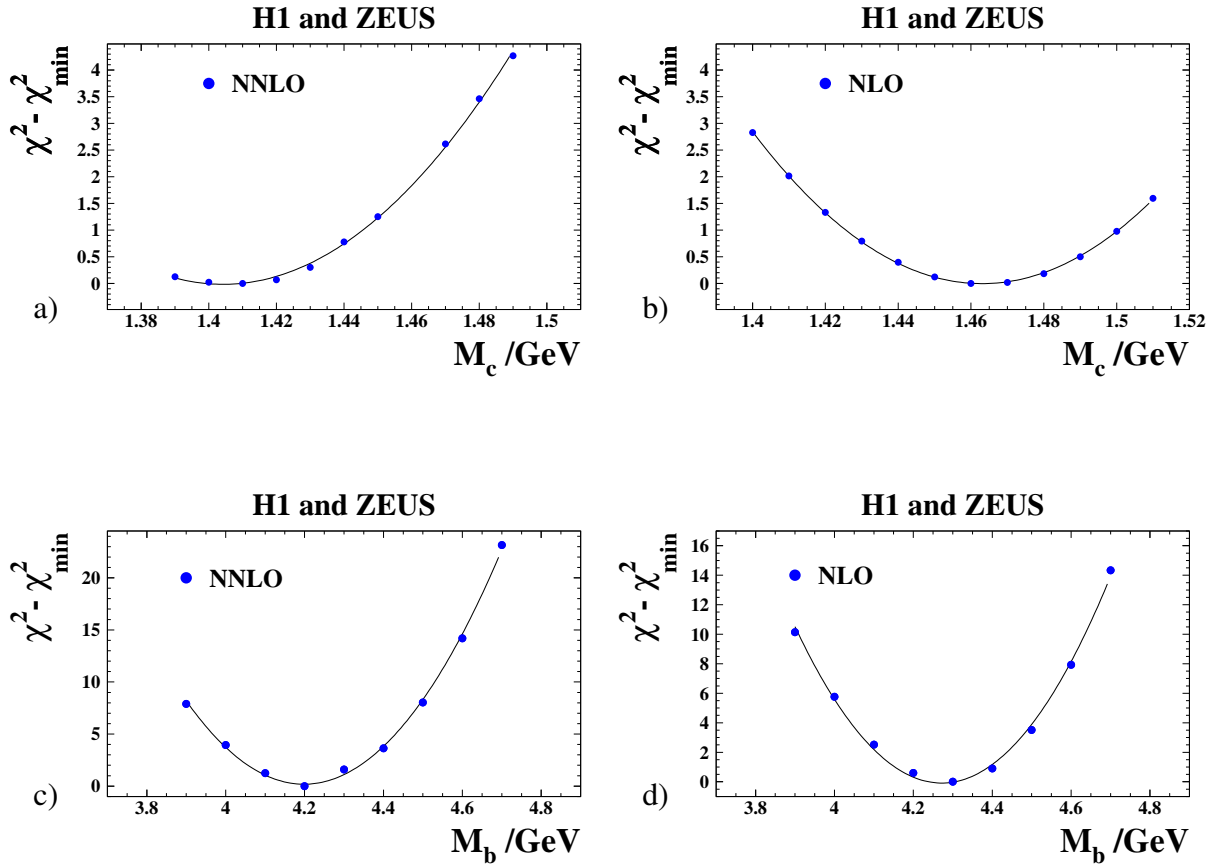 H1 and ZEUS
χ² - χ²min
NNLO
4
3.5
3
2.5
2
1.5
1
0.5
0
1.38 1.4 1.42 1.44 1.46 1.48 1.5
M_c /GeV
a)
H1 and ZEUS
χ² - χ²min
NLO
4
3.5
3
2.5
2
1.5
1
0.5
0
1.4 1.42 1.44 1.46 1.48 1.5 1.52
M_c /GeV
b)
H1 and ZEUS
χ² - χ²min
NNLO
20
15
10
5
0
3.8 4 4.2 4.4 4.6 4.8
M_b /GeV
c)
H1 and ZEUS
χ² - χ²min
NLO
16
14
12
10
8
6
4
2
0
3.8 4 4.2 4.4 4.6 4.8
M_b /GeV
d)